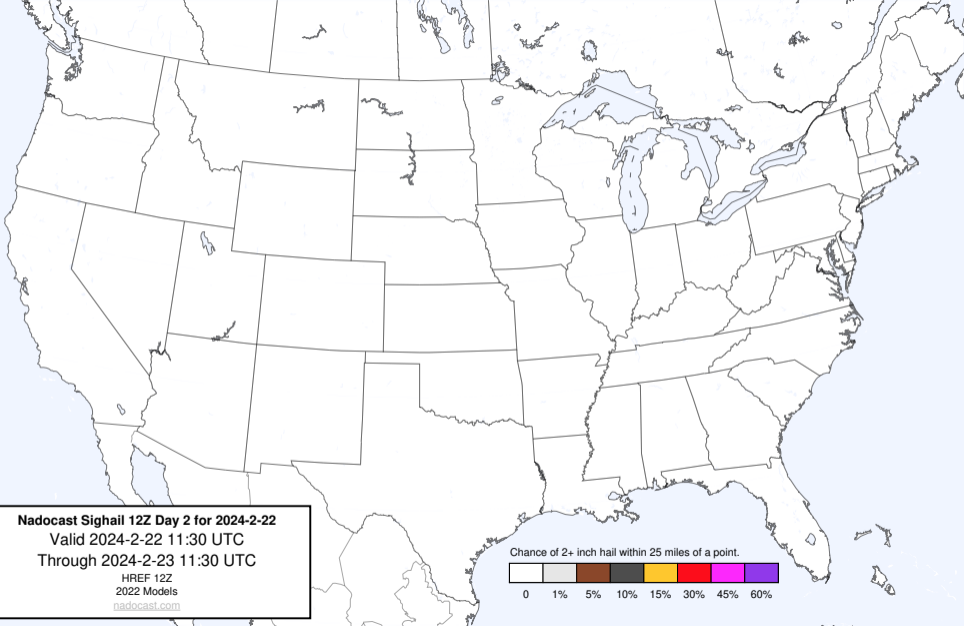 Nadocast Sighail 12Z Day 2 for 2024-2-22
Valid 2024-2-22 11:30 UTC
Through 2024-2-23 11:30 UTC
HREF 12Z
2022 Models
nadocast.com
Chance of 2+ inch hail within 25 miles of a point.
0 1% 5% 10% 15% 30% 45% 60%